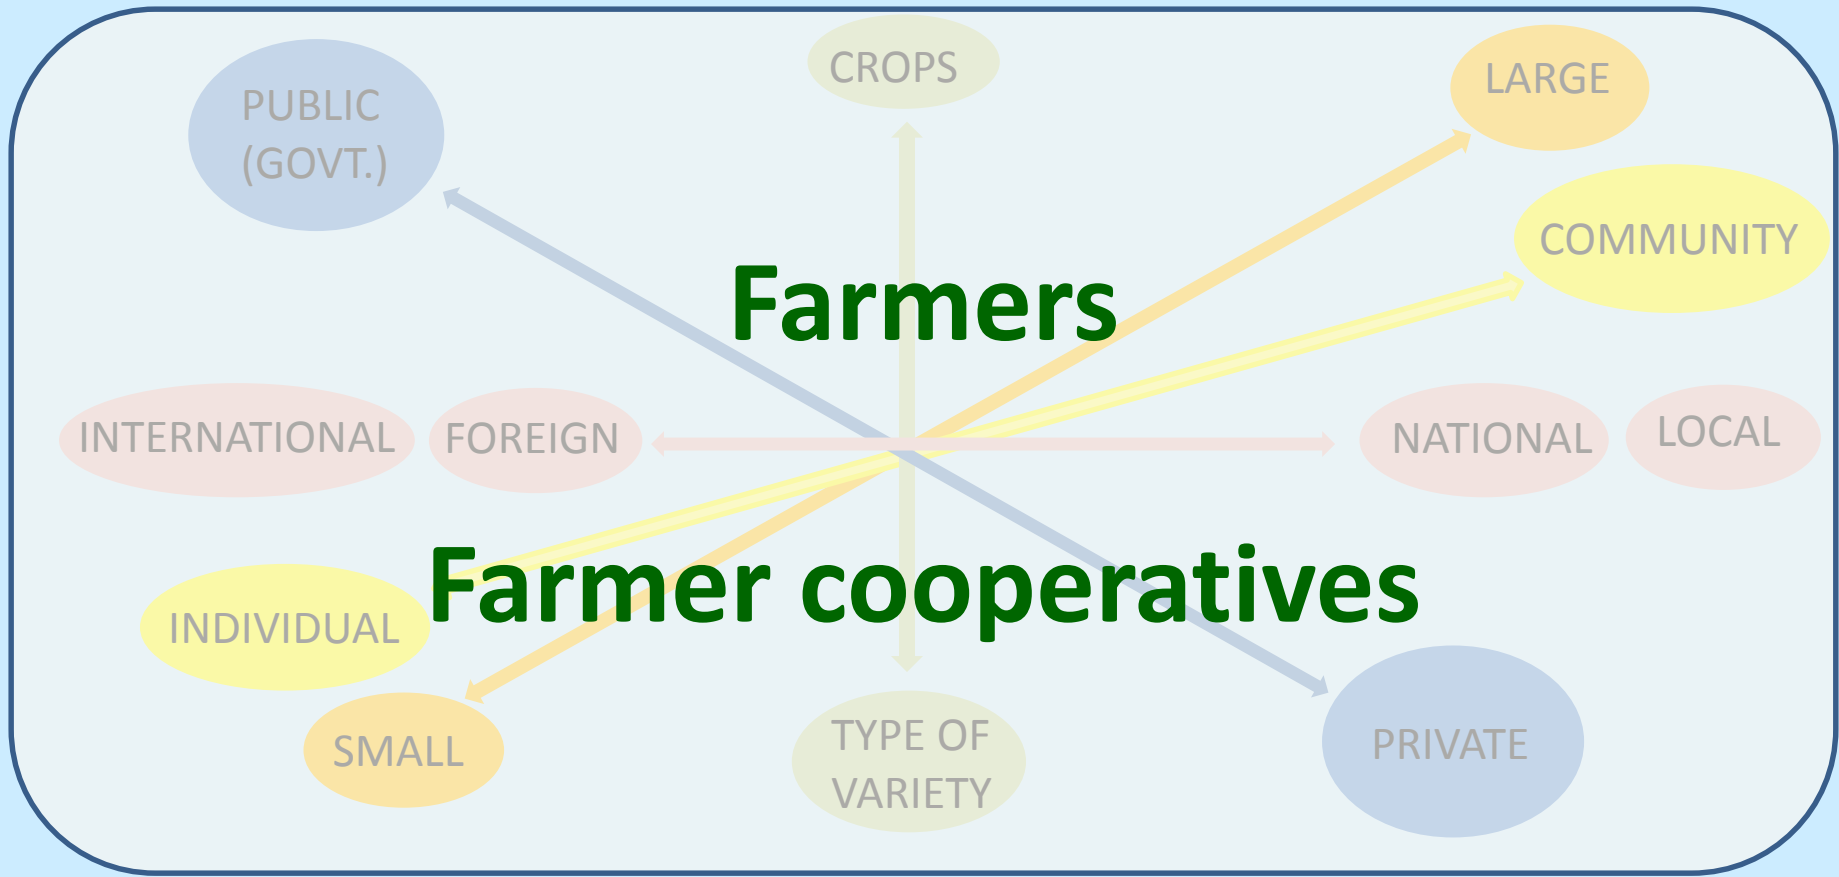 CROPS
LARGE
PUBLIC
(GOVT.)
COMMUNITY
Farmers
INTERNATIONAL
FOREIGN
NATIONAL
LOCAL
Farmer cooperatives
INDIVIDUAL
SMALL
TYPE OF
VARIETY
PRIVATE